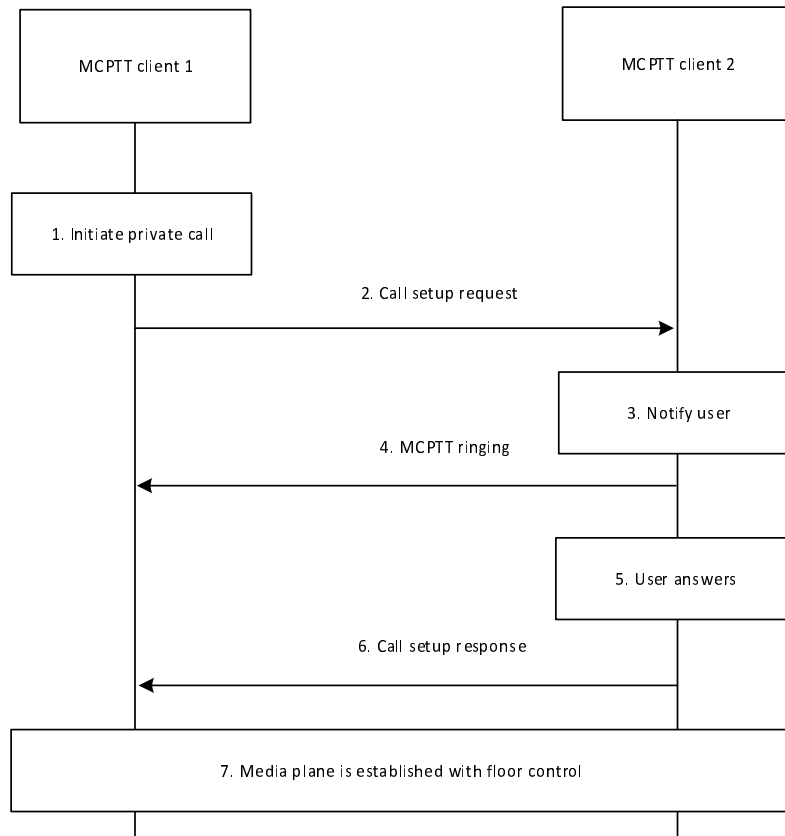 MCPTT client 1
MCPTT client 2
1. Initiate private call
2. Call setup request
3. Notify user
4. MCPTT ringing
5. User answers
6. Call setup response
7. Media plane is established with floor control